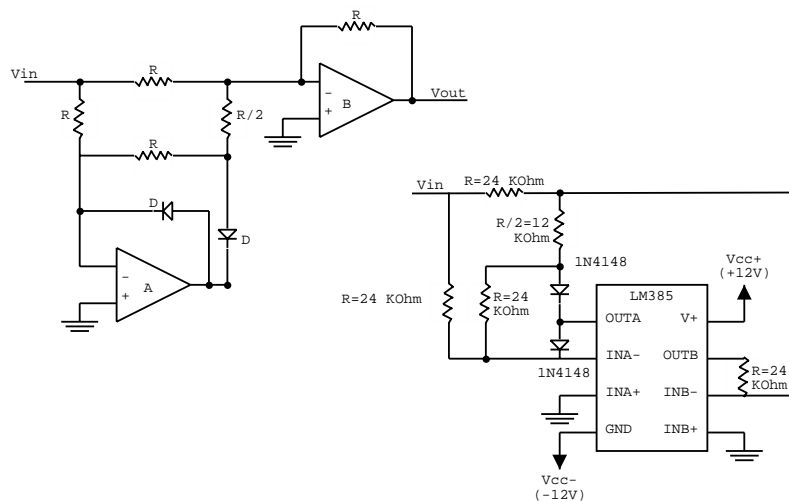 R
Vin
R
R
R/2
B
Vout
R
D
D
A
Vin
R=24 KOhm
R/2=12
KOhm
1N4148
Vcc+
(+12V)
R=24 KOhm
R=24
KOhm
LM385
OUTA
V+
INA-
OUTB
1N4148
R=24
KOhm
INA+
INB-
GND
INB+
Vcc-
(-12V)
-
+
-
+